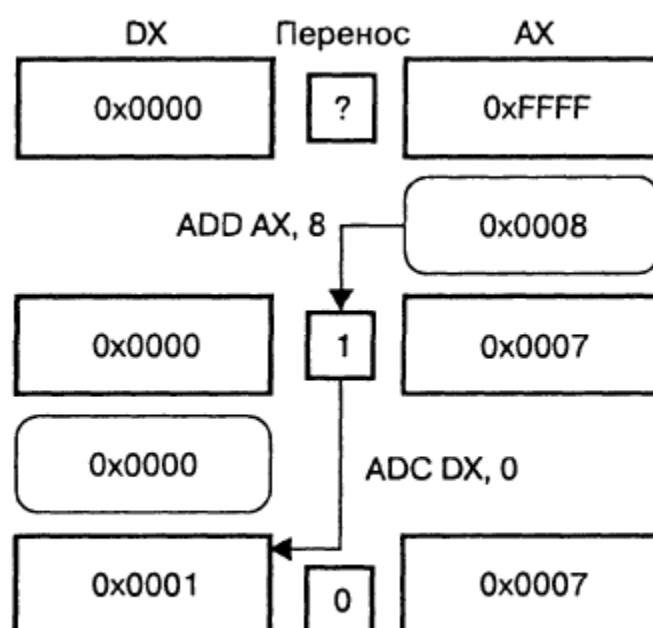 DX Перенос AX
0x0000 ? 0xFFFF
ADD AX, 8 0x0008
0x0000 1 0x0007
0x0000
ADC DX, 0
0x0001 0 0x0007